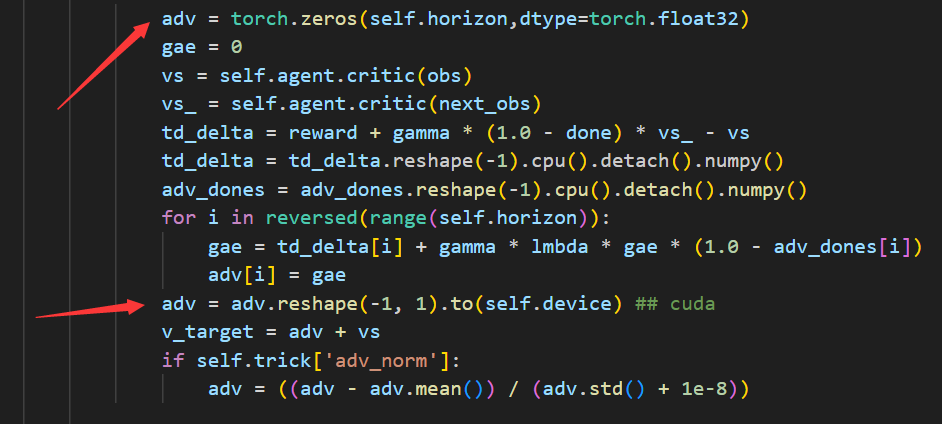 adv = torch.zeros(self.horizon,dtype=torch.float32)
gae = 0
vs = self.agent.critic(obs)
vs_ = self.agent.critic(next_obs)
td_delta = reward + gamma * (1.0 - done) * vs_ - vs
td_delta = td_delta.reshape(-1).cpu().detach().numpy()
adv_dones = adv_dones.reshape(-1).cpu().detach().numpy()
for i in reversed(range(self.horizon)):
    gae = td_delta[i] + gamma * lmbda * gae * (1.0 - adv_dones[i])
    adv[i] = gae
adv = adv.reshape(-1, 1).to(self.device) ## cuda
v_target = adv + vs
if self.trick['adv_norm']:
    adv = ((adv - adv.mean()) / (adv.std() + 1e-8))